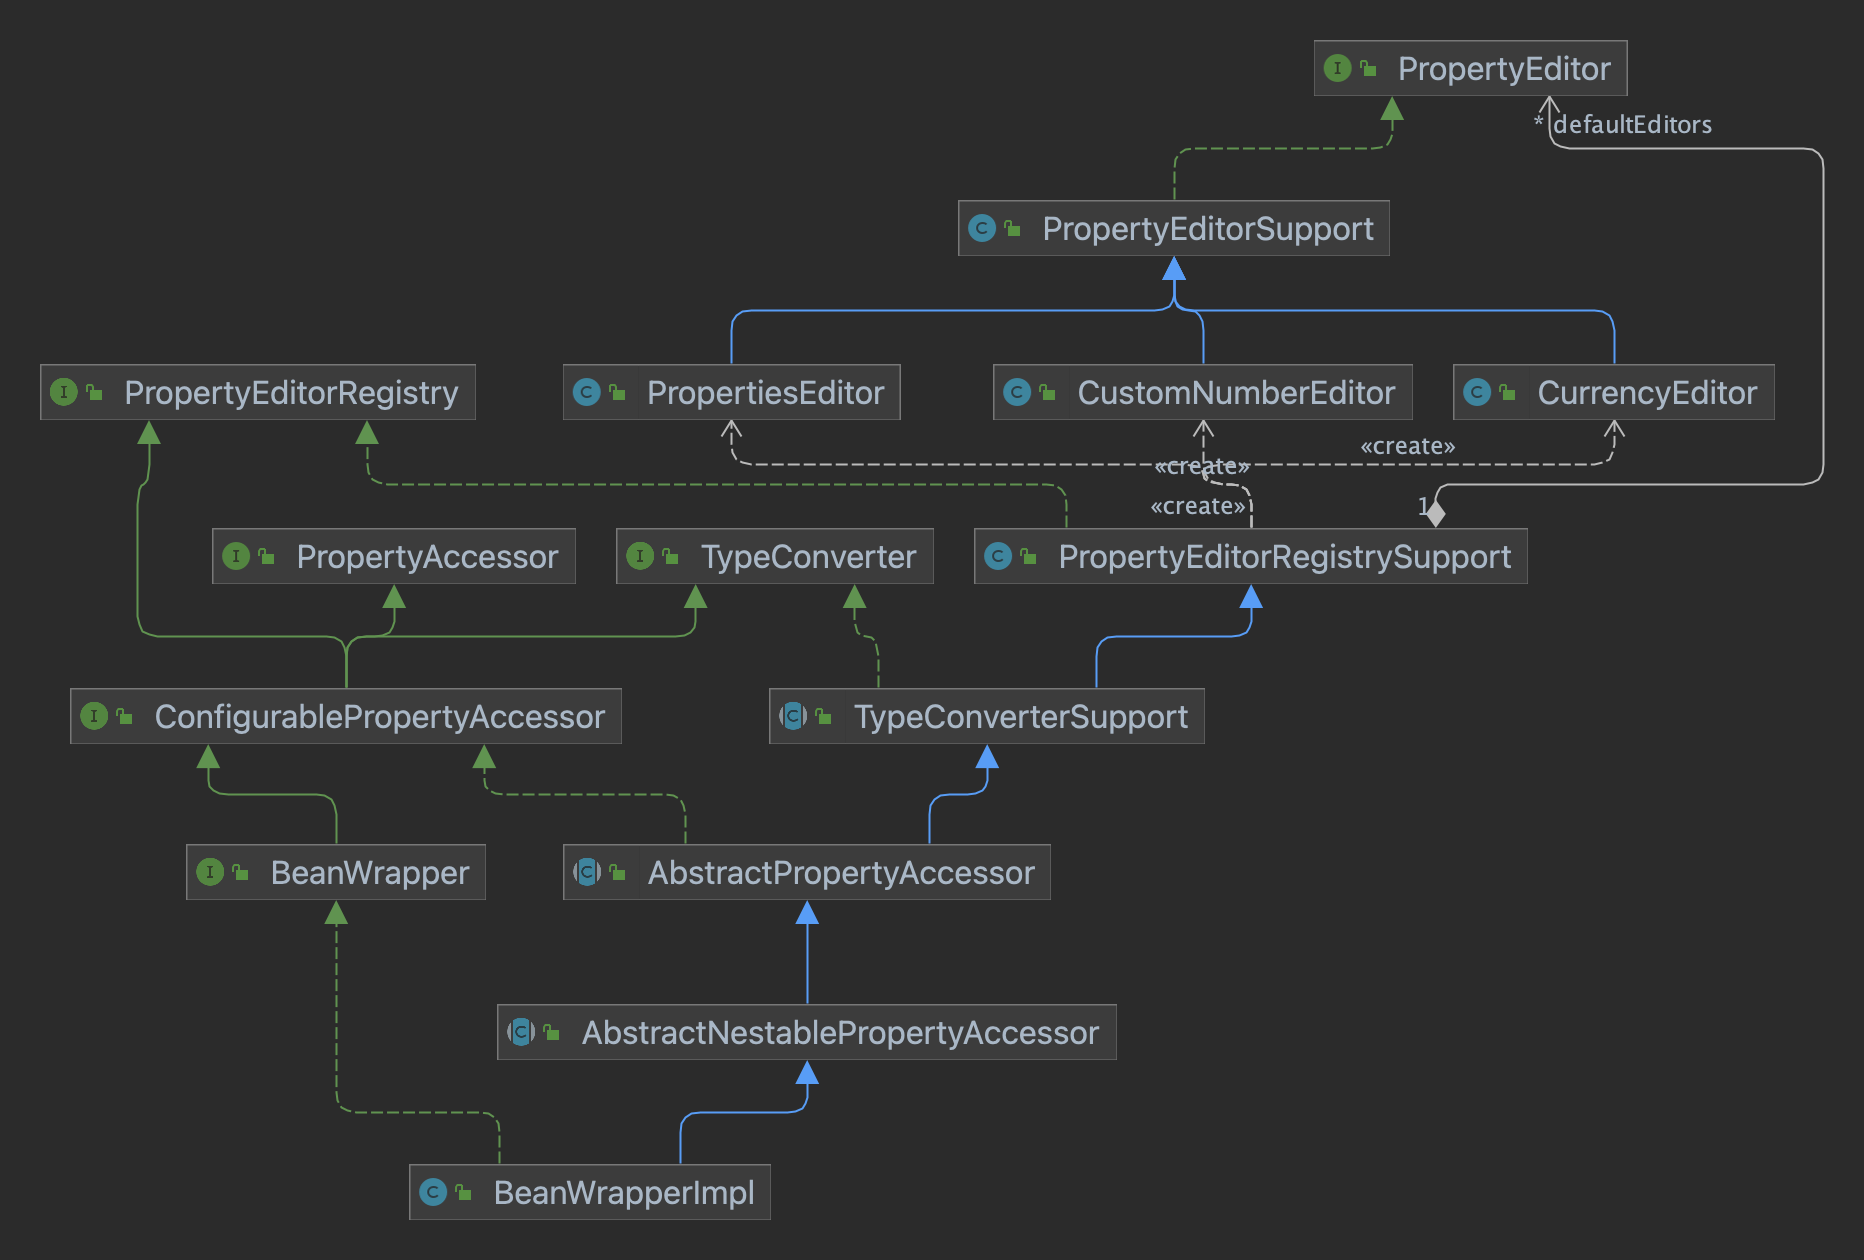 I PropertyEditor
* defaultEditors
C PropertyEditorSupport
I PropertyEditorRegistry
C PropertiesEditor
C CustomNumberEditor
C CurrencyEditor
«create»
«create»
«create»
1
I PropertyAccessor
I TypeConverter
C PropertyEditorRegistrySupport
I ConfigurablePropertyAccessor
C TypeConverterSupport
I BeanWrapper
C AbstractPropertyAccessor
C AbstractNestablePropertyAccessor
C BeanWrapperImpl